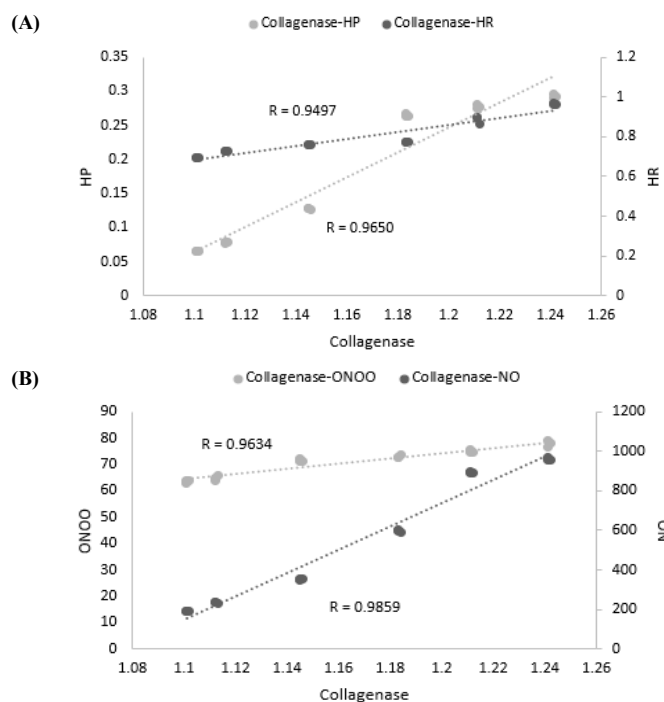 (A)
Collagenase-HP Collagenase-HR
0.35 1.2
0.3 1
0.25 0.8
0.2 0.6
0.15 0.4
0.1 0.2
0.05
0 0
R = 0.9497
R = 0.9650
HP
HR
1.08 1.1 1.12 1.14 1.16 1.18 1.2 1.22 1.24 1.26
Collagenase
(B)
Collagenase-ONOO Collagenase-NO
90 1200
80 1000
70 800
60 600
50 400
40 200
30
20
10
0 0
R = 0.9634
R = 0.9859
ONOO
NO
1.08 1.1 1.12 1.14 1.16 1.18 1.2 1.22 1.24 1.26
Collagenase